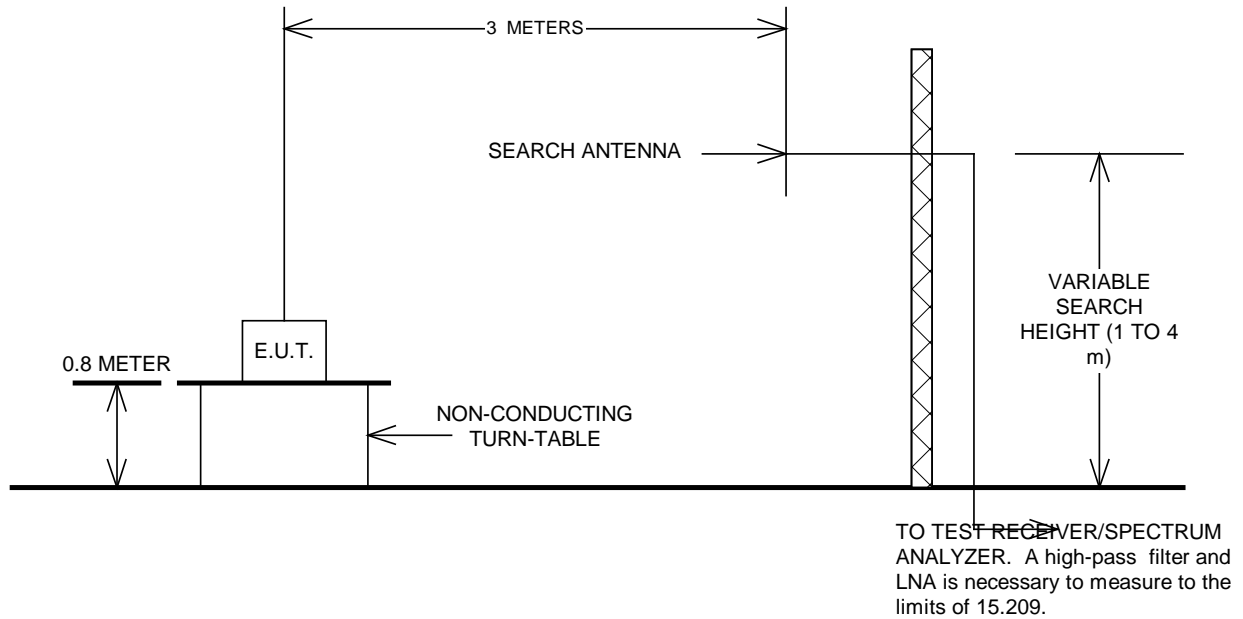 3 METERS
SEARCH ANTENNA
VARIABLE
SEARCH
HEIGHT (1 TO 4
m)
E.U.T.
0.8 METER
NON-CONDUCTING
TURN-TABLE
TO TEST RECEIVER/SPECTRUM
ANALYZER. A high-pass filter and
LNA is necessary to measure to the
limits of 15.209.